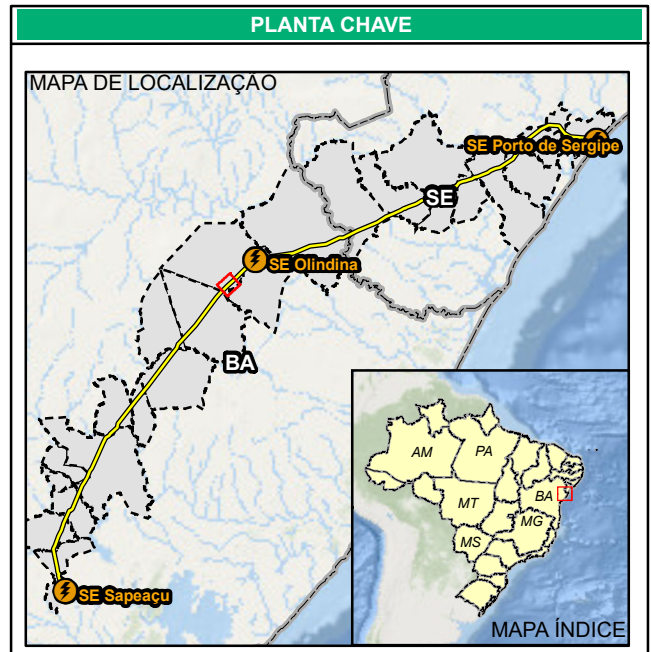 PLANTA CHAVE
MAPA DE LOCALIZAÇÃO
SE Porto de Sergipe
SE
SE Olindina
BA
SE Sapeaçu
AM
PA
MT
BA
MG
MS
MAPA ÍNDICE